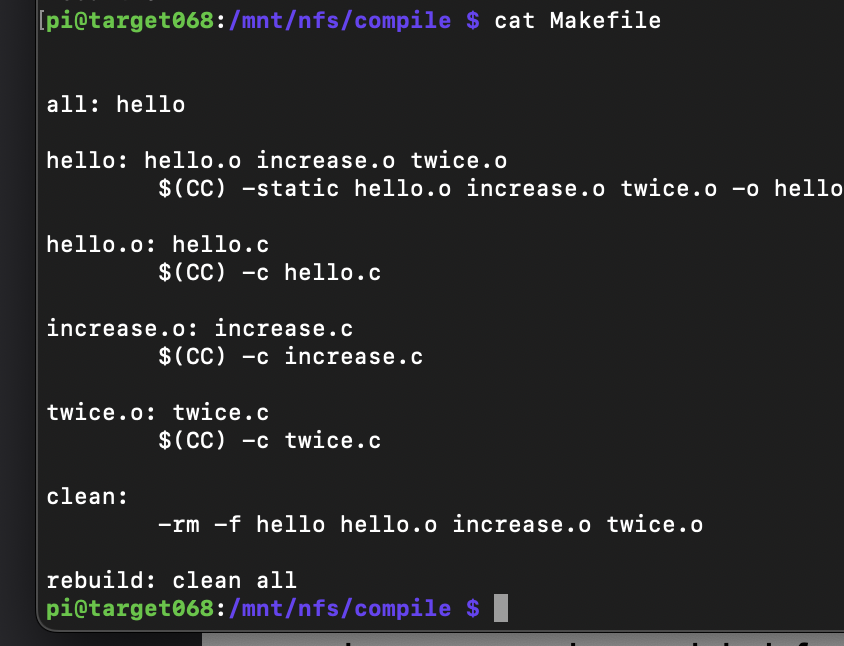 pi@target068:/mnt/nfs/compile $ cat Makefile
all: hello
hello: hello.o increase.o twice.o
$(CC) -static hello.o increase.o twice.o -o hello
hello.o: hello.c
$(CC) -c hello.c
increase.o: increase.c
$(CC) -c increase.c
twice.o: twice.c
$(CC) -c twice.c
clean:
-rm -f hello hello.o increase.o twice.o
rebuild: clean all
pi@target068:/mnt/nfs/compile $